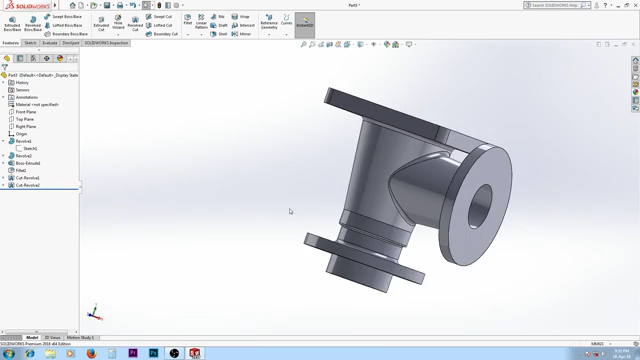 SOLIDWORKS
Part3 *
Search SOLIDWORKS Help
Extruded Boss/Base
Revolved Boss/Base
Swept Boss/Base
Lofted Boss/Base
Boundary Boss/Base
Extruded Cut
Hole Wizard
Revolved Cut
Swept Cut
Lofted Cut
Boundary Cut
Fillet
Linear Pattern
Rib
Draft
Shell
Wrap
Intersect
Mirror
Reference Geometry
Curves
Instant3D
Features
Sketch
Evaluate
DimXpert
SOLIDWORKS Inspection
Part3 (Default<<Default>_Display State
History
Sensors
Annotations
Material <not specified>
Front Plane
Top Plane
Right Plane
Origin
Revolve1
Sketch1
Revolve2
Boss-Extrude1
Fillet1
Cut-Revolve1
Cut-Revolve2
Model
3D Views
Motion Study 1
SOLIDWORKS Premium 2018 x64 Edition
MMGS